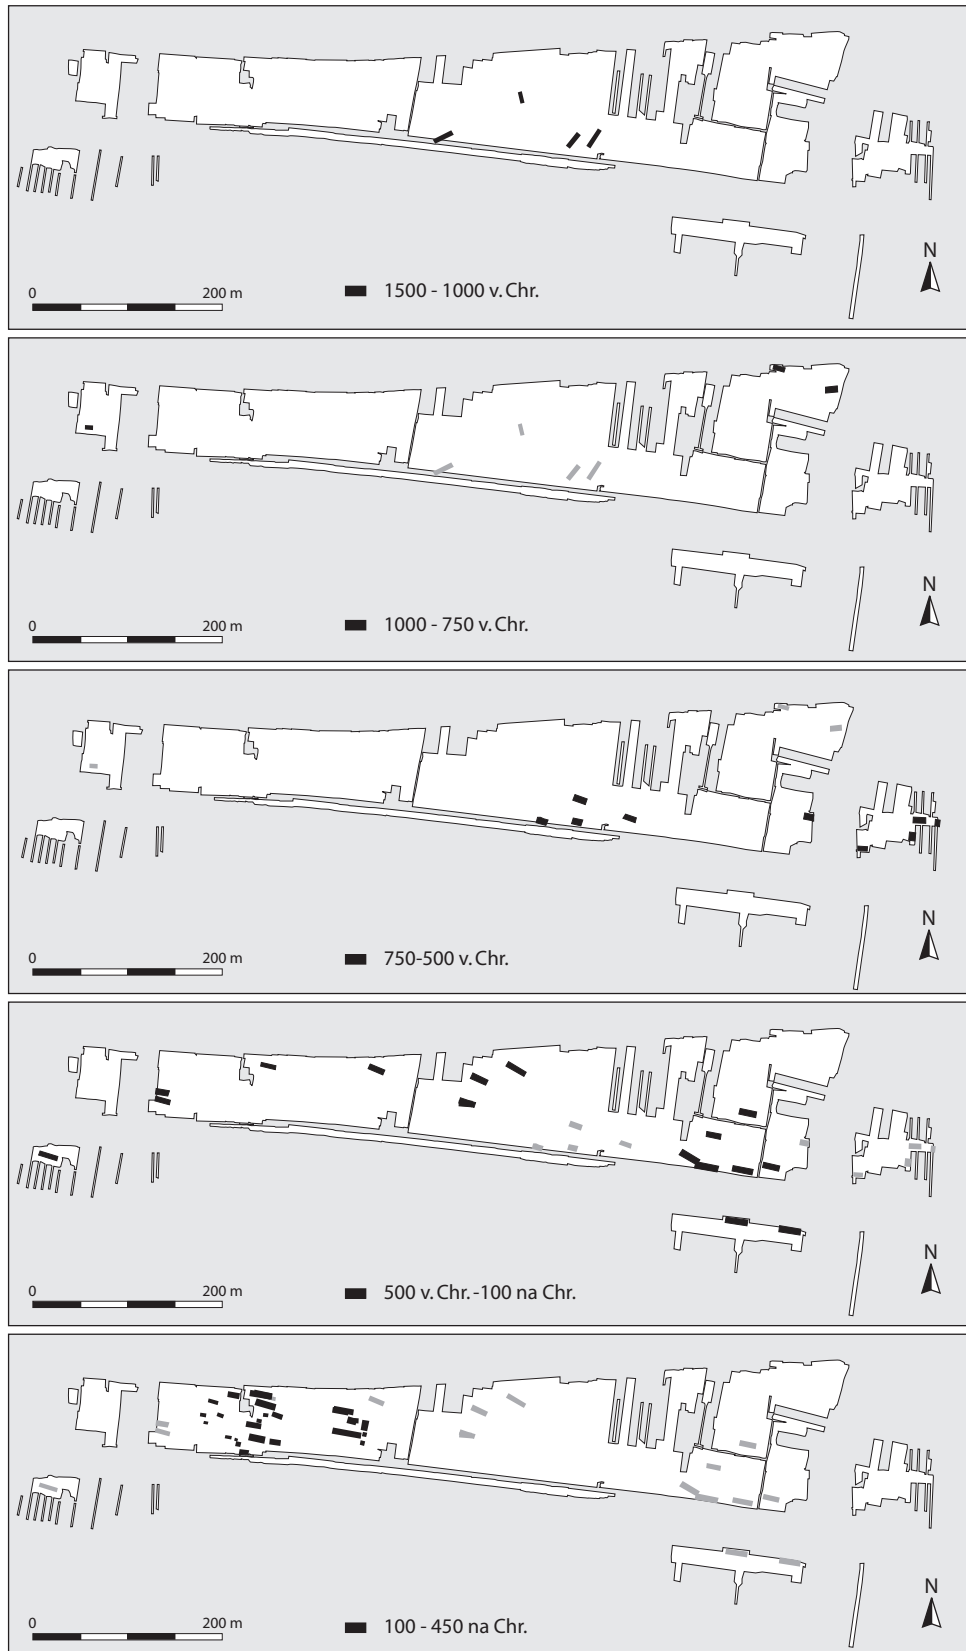 N
0 200 m
1500 - 1000 v. Chr.
N
0 200 m
1000 - 750 v. Chr.
N
0 200 m
750-500 v. Chr.
N
0 200 m
500 v. Chr. -100 na Chr.
N
0 200 m
100 - 450 na Chr.